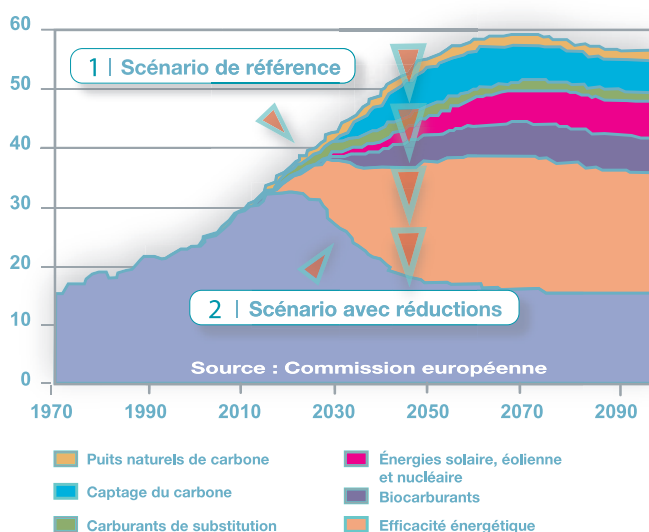 60
50
40
30
20
10
0
1 | Scénario de référence
2 | Scénario avec réductions
Source : Commission européenne
1970 1990 2010 2030 2050 2070 2090
Puits naturels de carbone
Captage du carbone
Carburants de substitution
Énergies solaire, éolienne
et nucléaire
Biocarburants
Efficacité énergétique